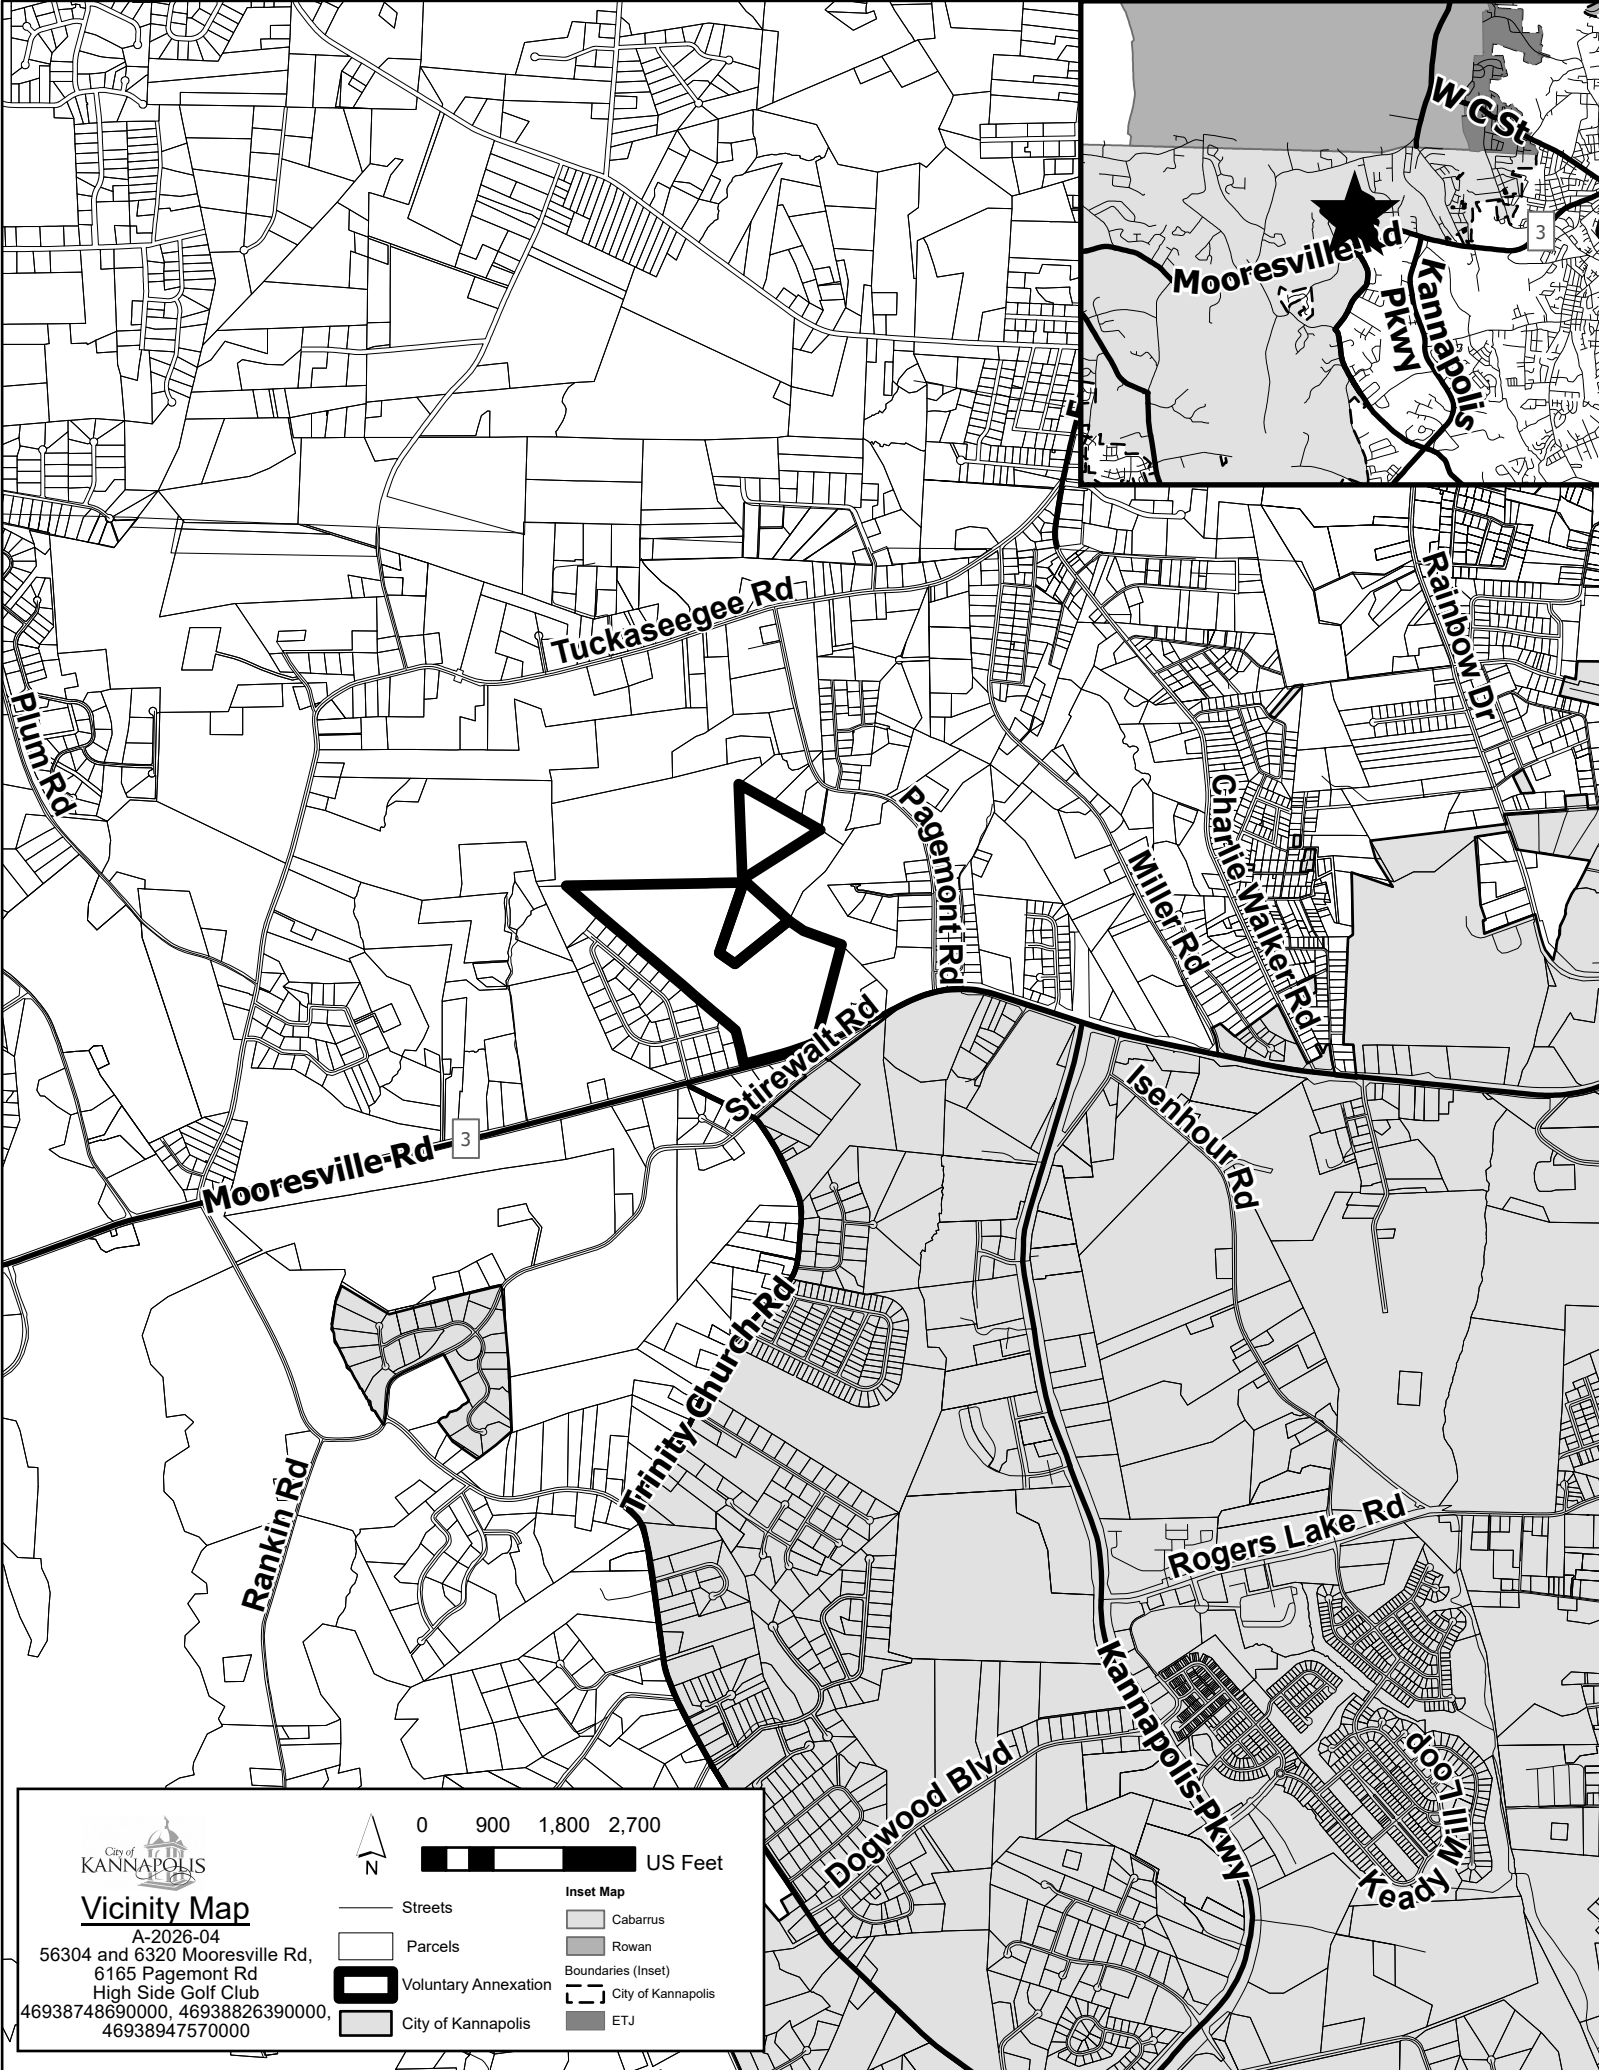 W C St
3
Mooresville Rd
Kannapolis
Pkwy
Rainbow Dr
Tuckaseegee Rd
Plum Rd
Pagemont Rd
Charlie Walker Rd
Miller Rd
Stirewalt Rd
Isenhour Rd
Mooresville Rd
3
Trinity Church Rd
Rankin Rd
Rogers Lake Rd
Kannapolis Pkwy
Dogwood Blvd
Keady Mill Loop
City of
KANNAPOLIS
Vicinity Map
A-2026-04
56304 and 6320 Mooresville Rd,
6165 Pagemont Rd
High Side Golf Club
46938748690000, 46938826390000,
46938947570000
N
0 900 1,800 2,700
US Feet
Streets
Parcels
Voluntary Annexation
City of Kannapolis
Inset Map
Cabarrus
Rowan
Boundaries (Inset)
City of Kannapolis
ETJ